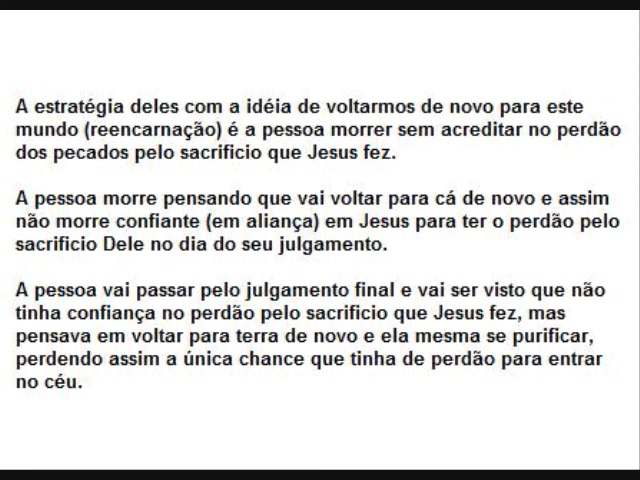 A estratégia deles com a idéia de voltarmos de novo para este
mundo (reencarnação) é a pessoa morrer sem acreditar no perdão
dos pecados pelo sacrificio que Jesus fez.
A pessoa morre pensando que vai voltar para cá de novo e assim
não morre confiante (em aliança) em Jesus para ter o perdão pelo
sacrificio Dele no dia do seu julgamento.
A pessoa vai passar pelo julgamento final e vai ser visto que não
tinha confiança no perdão pelo sacrificio que Jesus fez, mas
pensava em voltar para terra de novo e ela mesma se purificar,
perdendo assim a única chance que tinha de perdão para entrar
no céu.